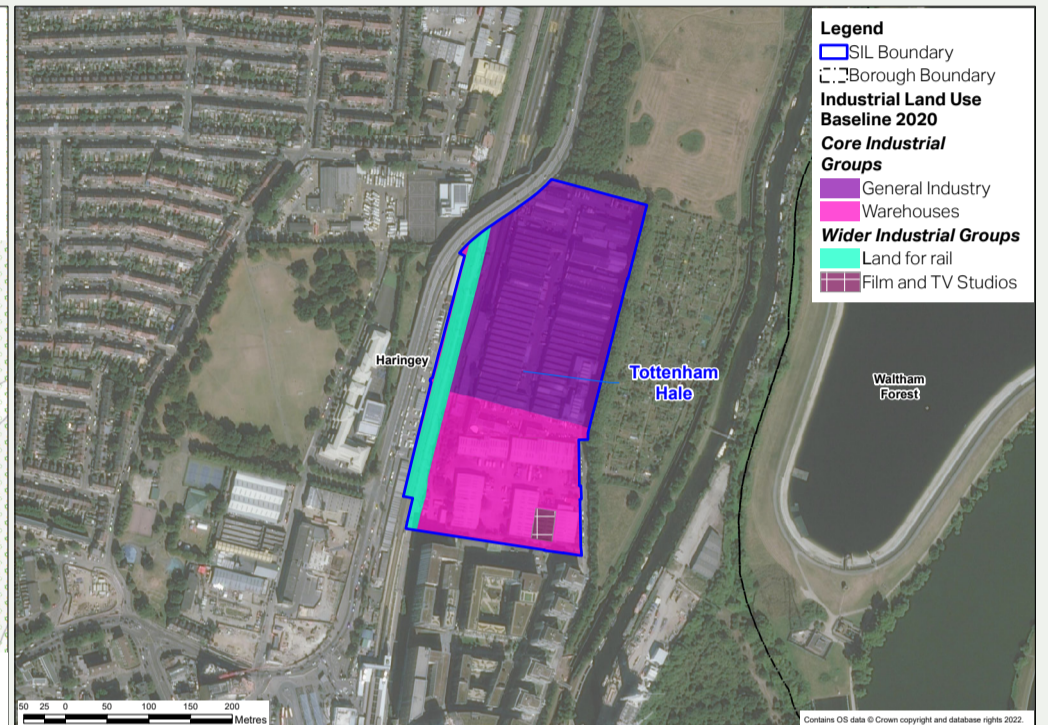 Legend
SIL Boundary
Borough Boundary
Industrial Land Use
Baseline 2020
Core Industrial
Groups
General Industry
Warehouses
Wider Industrial Groups
Land for rail
Film and TV Studios
Haringey
Tottenham
Hale
Waltham
Forest
50 25 0 50 100 150 200
Metres
Contains OS data © Crown copyright and database rights 2022.